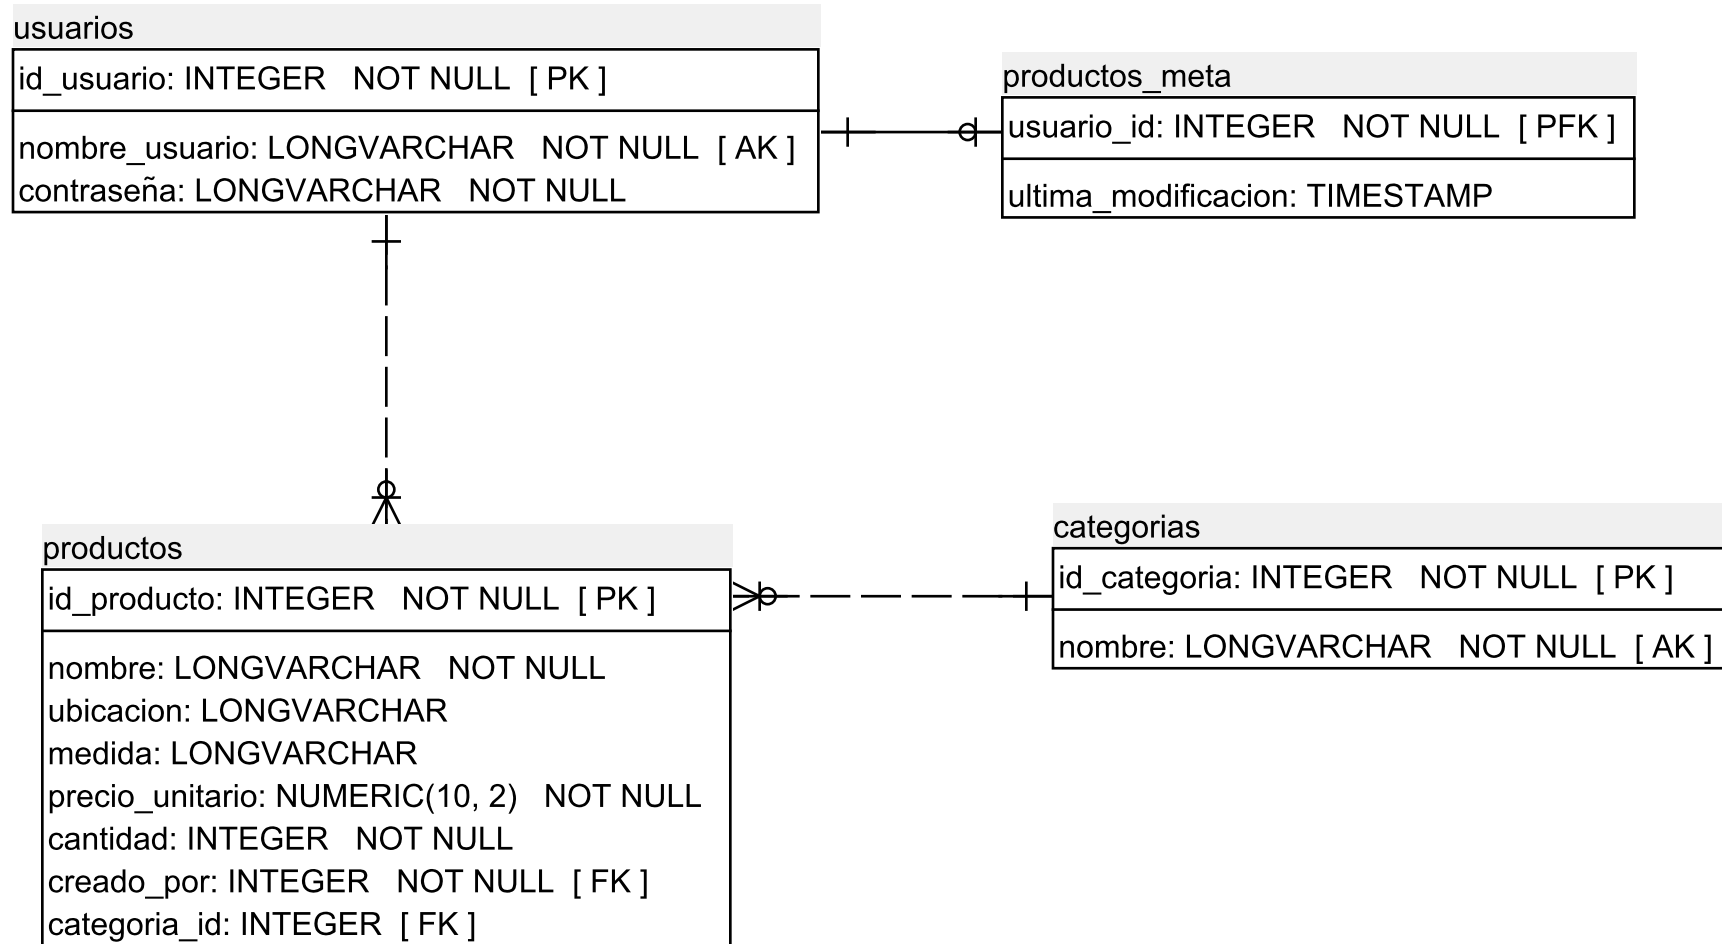 usuarios
id_usuario: INTEGER   NOT NULL  [ PK ]
nombre_usuario: LONGVARCHAR   NOT NULL  [ AK ]
contraseña: LONGVARCHAR   NOT NULL
productos_meta
usuario_id: INTEGER   NOT NULL  [ PFK ]
ultima_modificacion: TIMESTAMP
productos
id_producto: INTEGER   NOT NULL  [ PK ]
nombre: LONGVARCHAR   NOT NULL
ubicacion: LONGVARCHAR
medida: LONGVARCHAR
precio_unitario: NUMERIC(10, 2)   NOT NULL
cantidad: INTEGER   NOT NULL
creado_por: INTEGER   NOT NULL  [ FK ]
categoria_id: INTEGER  [ FK ]
categorias
id_categoria: INTEGER   NOT NULL  [ PK ]
nombre: LONGVARCHAR   NOT NULL  [ AK ]